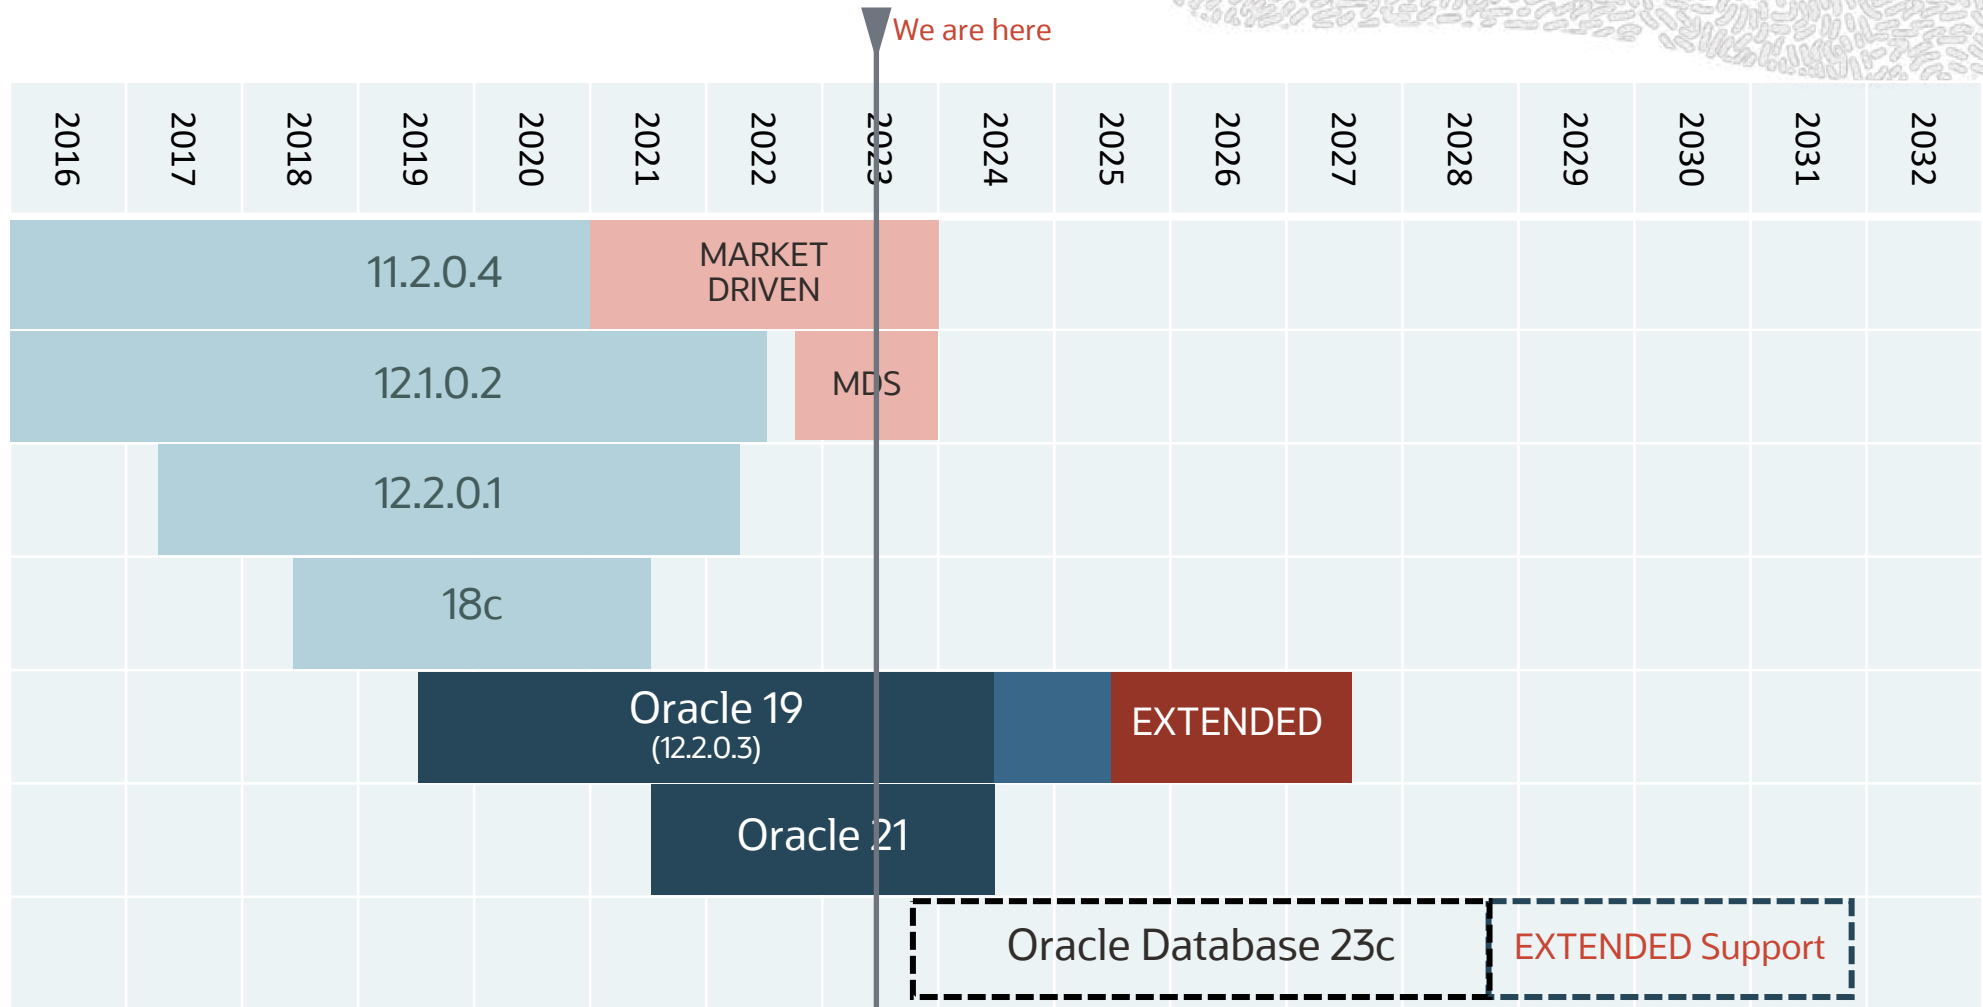 We are here
2016
2017
2018
2019
2020
2021
2022
2023
2024
2025
2026
2027
2028
2029
2030
2031
2032
11.2.0.4
MARKET
DRIVEN
12.1.0.2
MDS
12.2.0.1
18c
Oracle 19
(12.2.0.3)
EXTENDED
Oracle 21
Oracle Database 23c
EXTENDED Support